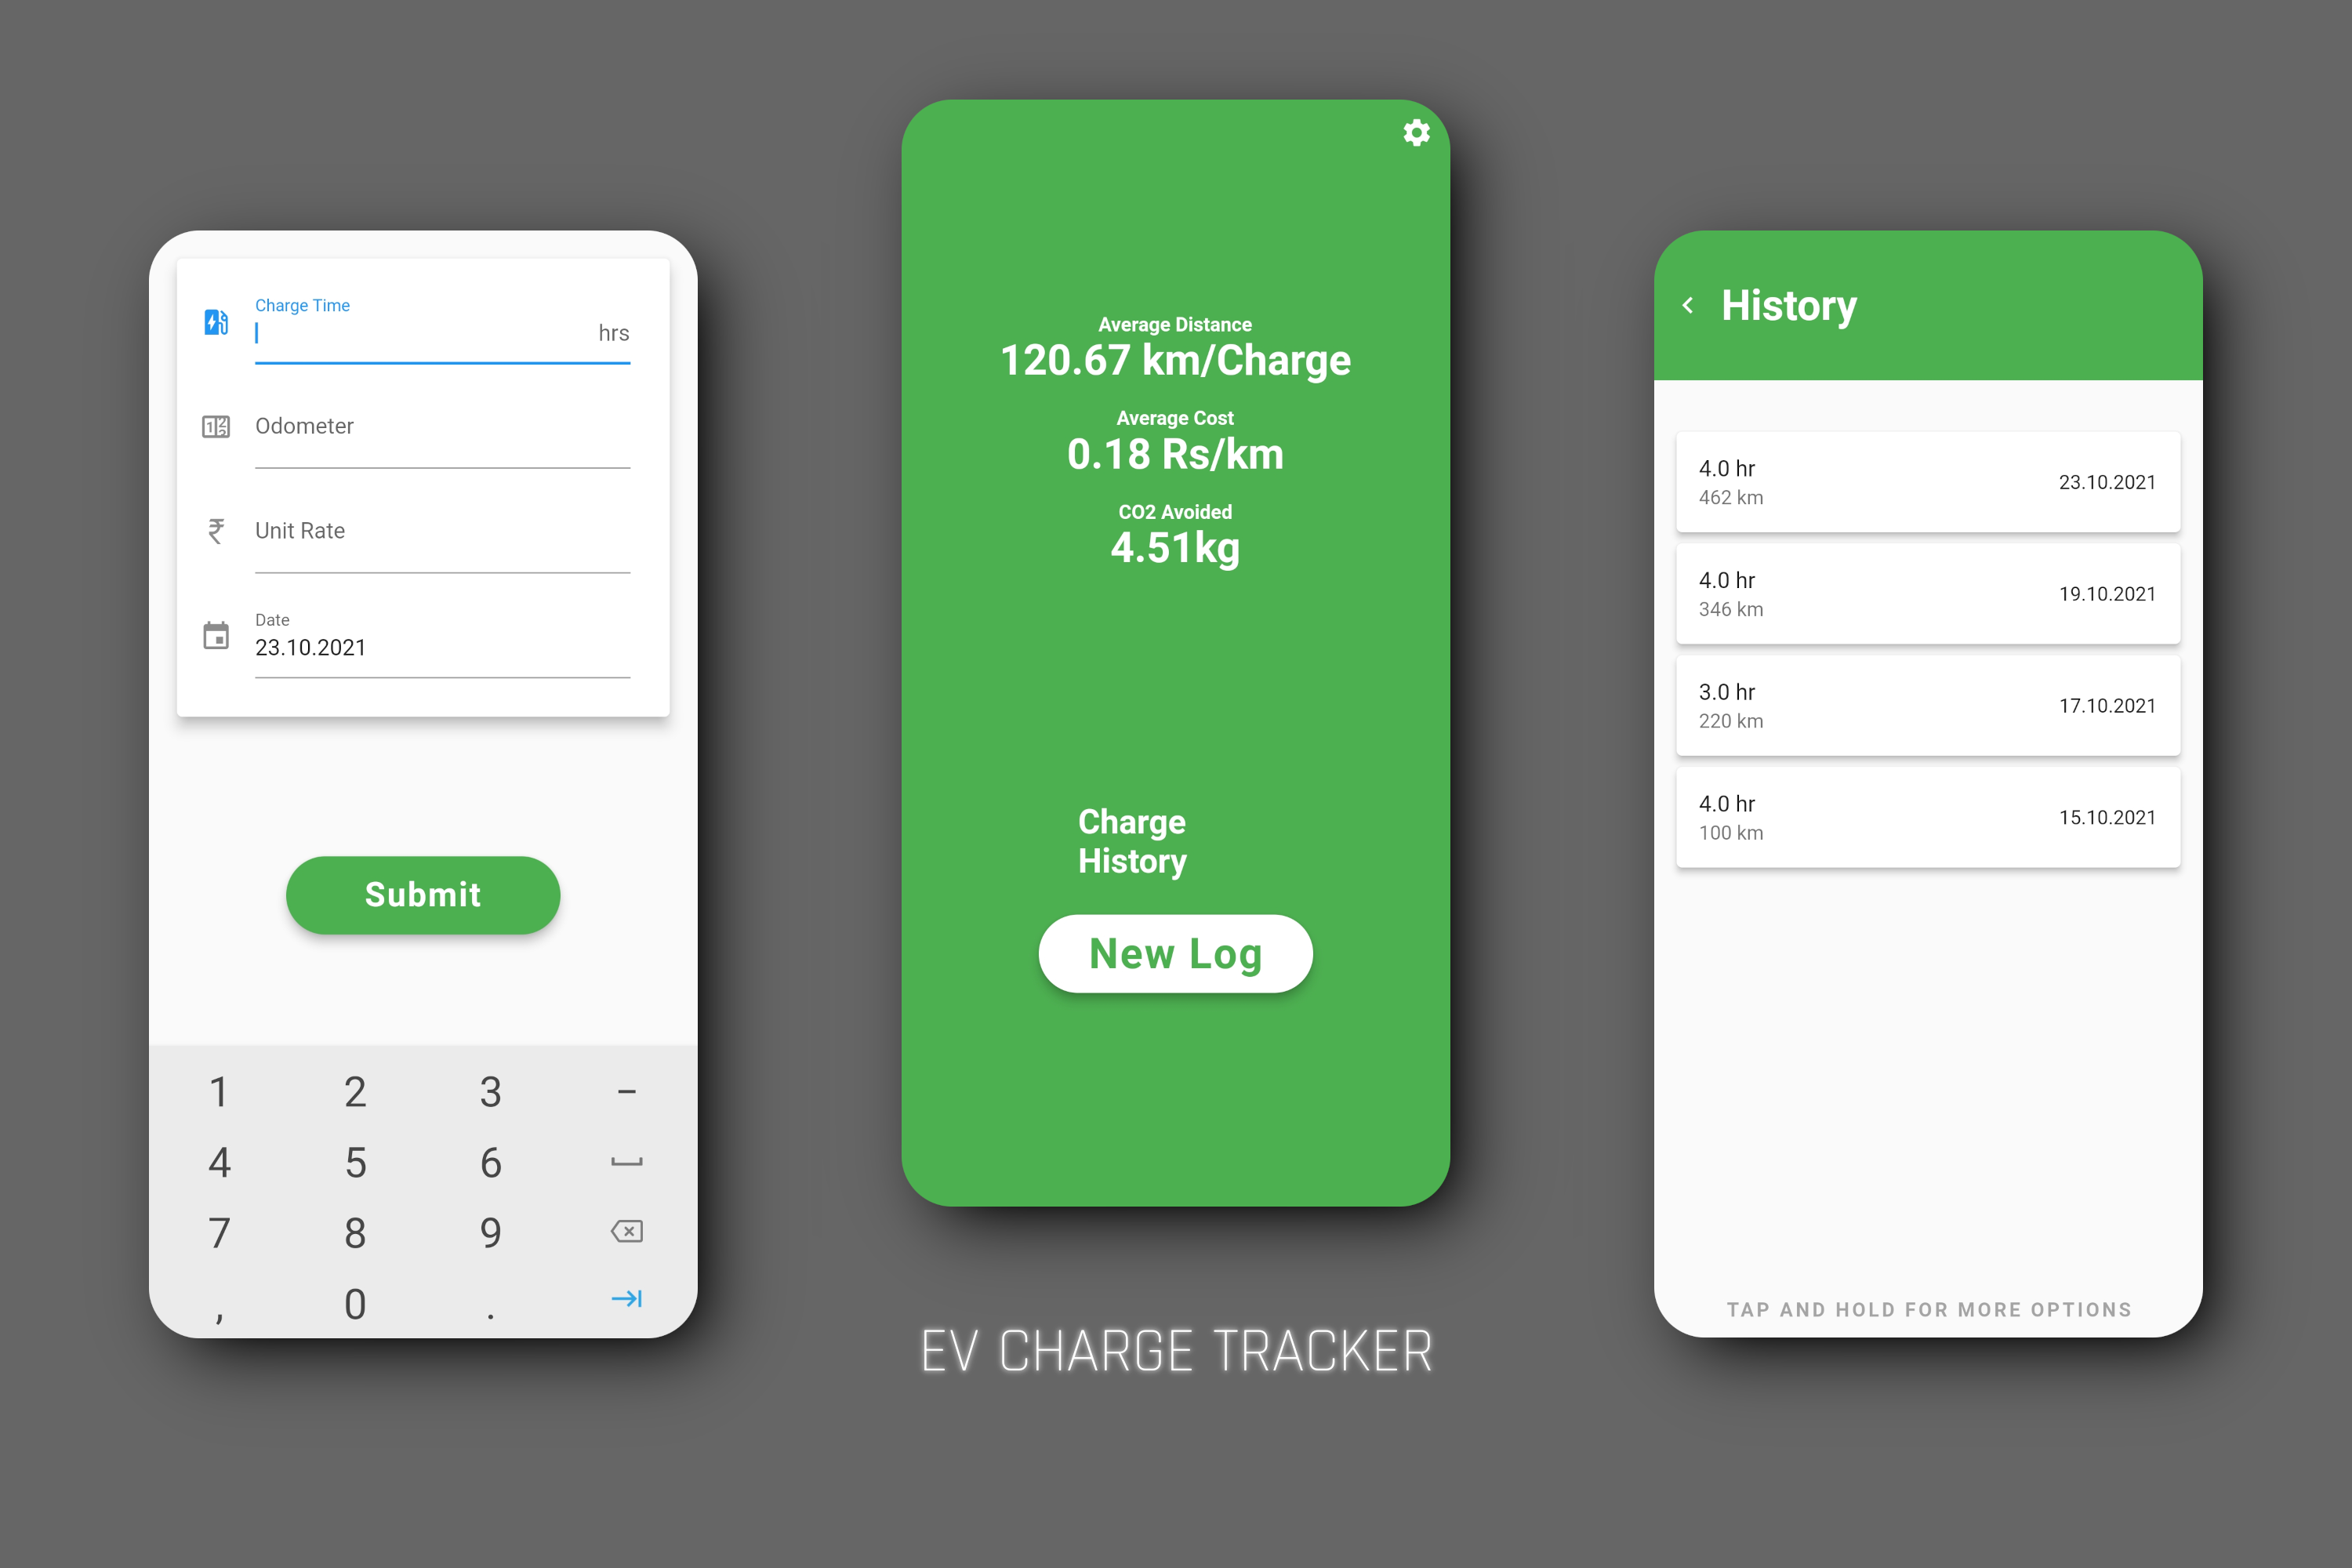 Charge Time
hrs
Odometer
Unit Rate
₹
Date
23.10.2021
Submit
1 2 3 –
4 5 6
7 8 9
, 0 .
Average Distance
120.67 km/Charge
Average Cost
0.18 Rs/km
CO2 Avoided
4.51kg
Charge
History
New Log
EV CHARGE TRACKER
History
4.0 hr
462 km
23.10.2021
4.0 hr
346 km
19.10.2021
3.0 hr
220 km
17.10.2021
4.0 hr
100 km
15.10.2021
TAP AND HOLD FOR MORE OPTIONS